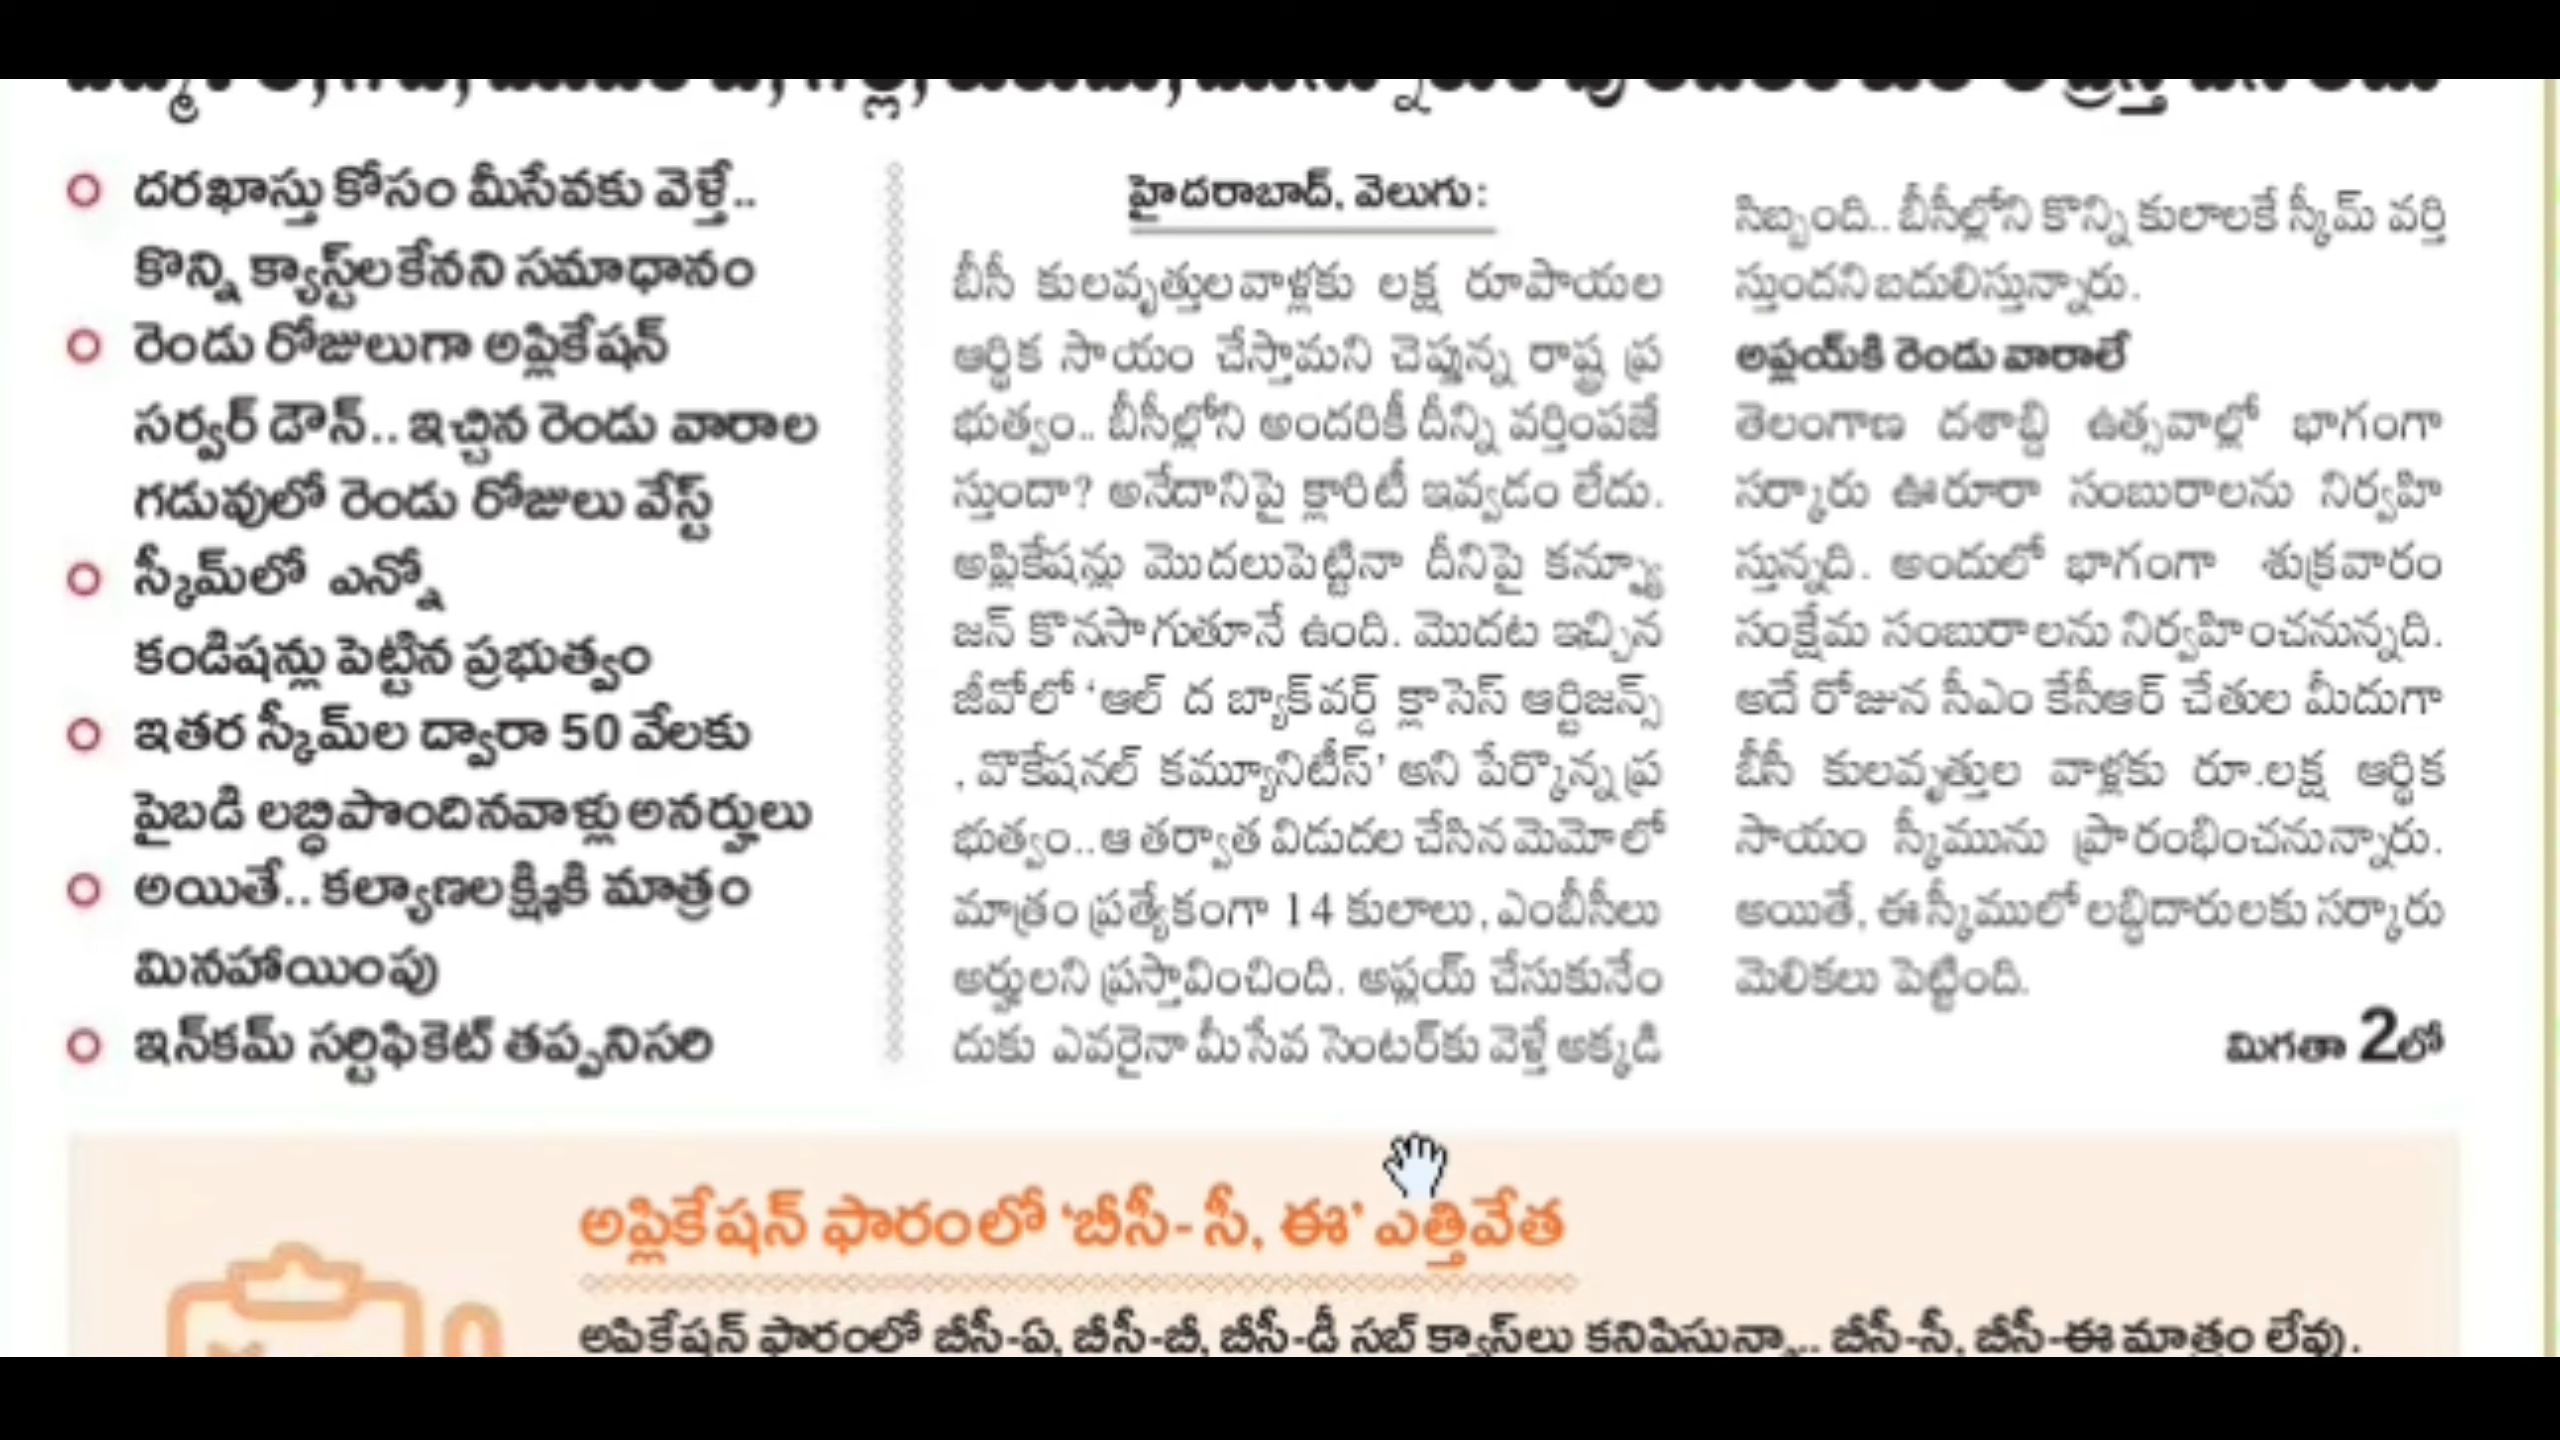 దరఖాస్తు కోసం మీసేవకు వెళ్తే..
కొన్ని క్యాస్ట్‌లకేనని సమాధానం
రెండు రోజులుగా అప్లికేషన్
సర్వర్ డౌన్.. ఇచ్చిన రెండు వారాల
గడువులో రెండు రోజులు వేస్ట్
స్కీమ్‌లో ఎన్నో
కండిషన్లు పెట్టిన ప్రభుత్వం
ఇతర స్కీమ్‌ల ద్వారా 50 వేలకు
పైబడి లబ్ధిపొందినవాళ్లు అనర్హులు
అయితే.. కల్యాణలక్ష్మికి మాత్రం
మినహాయింపు
ఇన్‌కమ్ సర్టిఫికెట్ తప్పనిసరి
హైదరాబాద్, వెలుగు:
బీసీ కులవృత్తులవాళ్లకు లక్ష రూపాయల
ఆర్థిక సాయం చేస్తామని చెప్తున్న రాష్ట్ర ప్ర
భుత్వం.. బీసీల్లోని అందరికీ దీన్ని వర్తింపజే
స్తుందా? అనేదానిపై క్లారిటీ ఇవ్వడం లేదు.
అప్లికేషన్లు మొదలుపెట్టినా దీనిపై కన్ఫ్యూ
జన్ కొనసాగుతూనే ఉంది. మొదట ఇచ్చిన
జీవోలో ‘ఆల్ ద బ్యాక్‌వర్డ్ క్లాసెస్ ఆర్టిజన్స్
, వొకేషనల్ కమ్యూనిటీస్’ అని పేర్కొన్న ప్ర
భుత్వం.. ఆ తర్వాత విడుదల చేసిన మెమోలో
మాత్రం ప్రత్యేకంగా 14 కులాలు, ఎంబీసీలు
అర్హులని ప్రస్తావించింది. అప్లయ్ చేసుకునేం
దుకు ఎవరైనా మీసేవ సెంటర్‌కు వెళ్తే అక్కడి
సిబ్బంది.. బీసీల్లోని కొన్ని కులాలకే స్కీమ్ వర్తి
స్తుందని బదులిస్తున్నారు.
అప్లయ్‌కి రెండు వారాలే
తెలంగాణ దశాబ్ది ఉత్సవాల్లో భాగంగా
సర్కారు ఊరూరా సంబురాలను నిర్వహి
స్తున్నది. అందులో భాగంగా శుక్రవారం
సంక్షేమ సంబురాలను నిర్వహించనున్నది.
అదే రోజున సీఎం కేసీఆర్ చేతుల మీదుగా
బీసీ కులవృత్తుల వాళ్లకు రూ.లక్ష ఆర్థిక
సాయం స్కీమును ప్రారంభించనున్నారు.
అయితే, ఈ స్కీములో లబ్ధిదారులకు సర్కారు
మెలికలు పెట్టింది.
మిగతా 2లో
అప్లికేషన్ ఫారంలో ‘బీసీ- సీ, ఈ’ ఎత్తివేత
అప్లికేషన్ ఫారంలో బీసీ-ఏ, బీసీ-బీ, బీసీ-డీ సబ్ క్యాస్ట్‌లు కనిపిస్తున్నా.. బీసీ-సీ, బీసీ-ఈ మాత్రం లేవు.